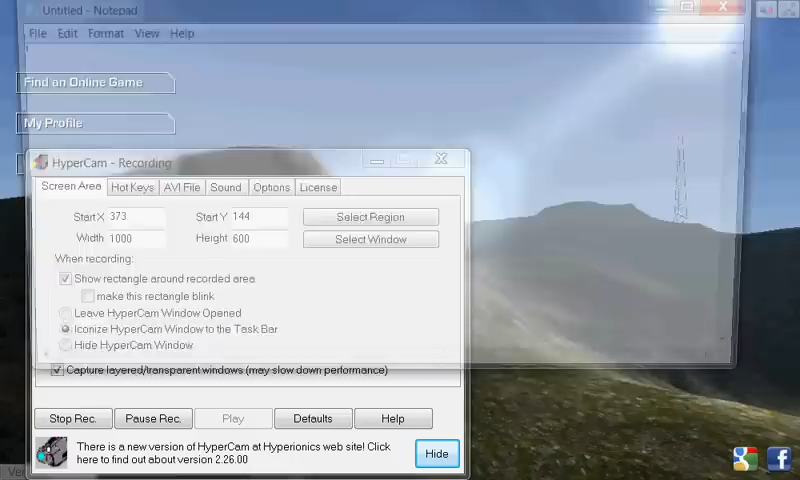 Untitled - Notepad
File Edit Format View Help
Find an Online Game
My Profile
HyperCam - Recording
Screen Area Hot Keys AVI File Sound Options License
Start X 373 Start Y 144 Select Region
Width 1000 Height 600 Select Window
When recording:
Show rectangle around recorded area
make this rectangle blink
Leave HyperCam Window Opened
Iconize HyperCam Window to the Task Bar
Hide HyperCam Window
Capture layered/transparent windows (may slow down performance)
Stop Rec. Pause Rec. Play Defaults Help
There is a new version of HyperCam at Hyperionics web site! Click
here to find out about version 2.26.00
Hide